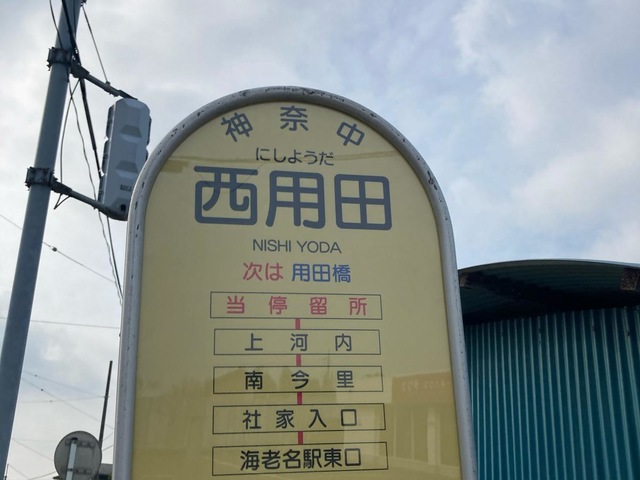 神奈中
にしようだ
西用田
NISHI YODA
次は 用田橋
当停留所
上河内
南今里
社家入口
海老名駅東口